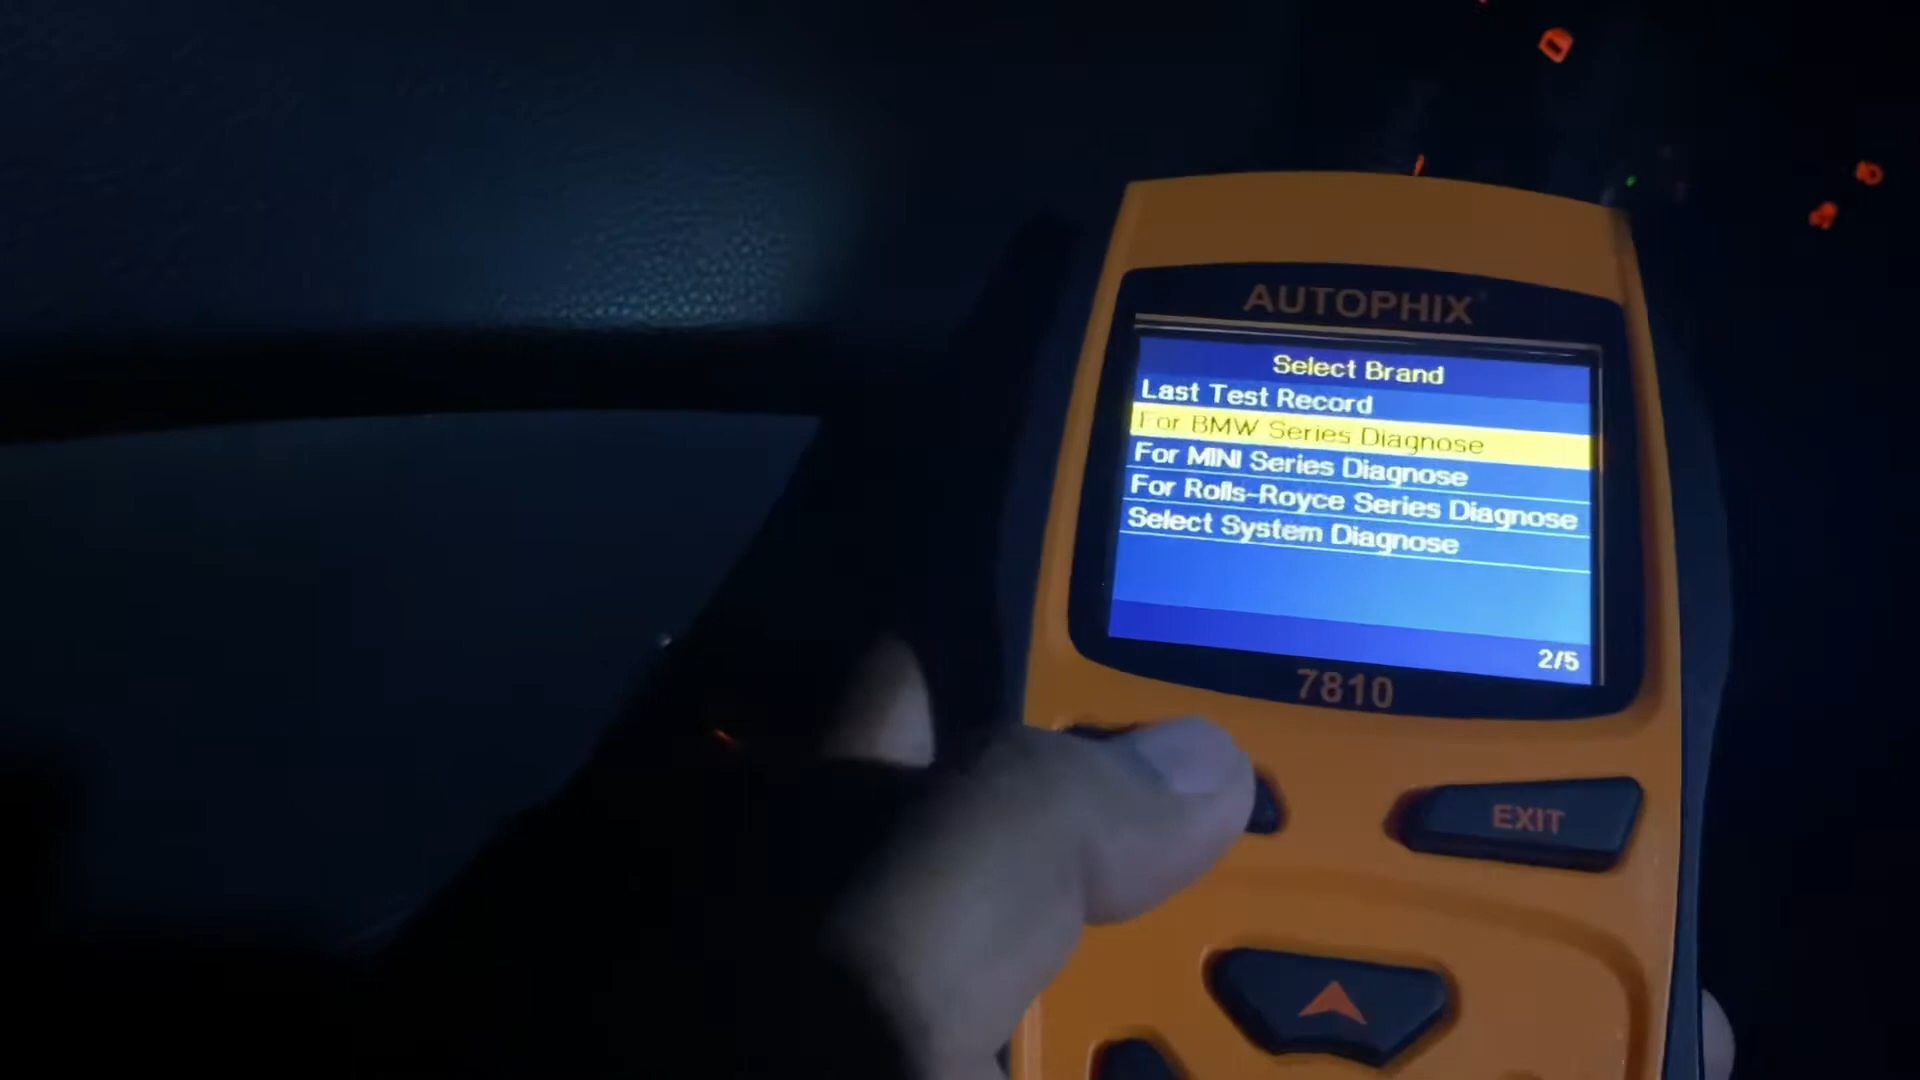 AUTOPHIX
Select Brand
Last Test Record
For BMW Series Diagnose
For MINI Series Diagnose
For Rolls-Royce Series Diagnose
Select System Diagnose
2/5
7810
EXIT